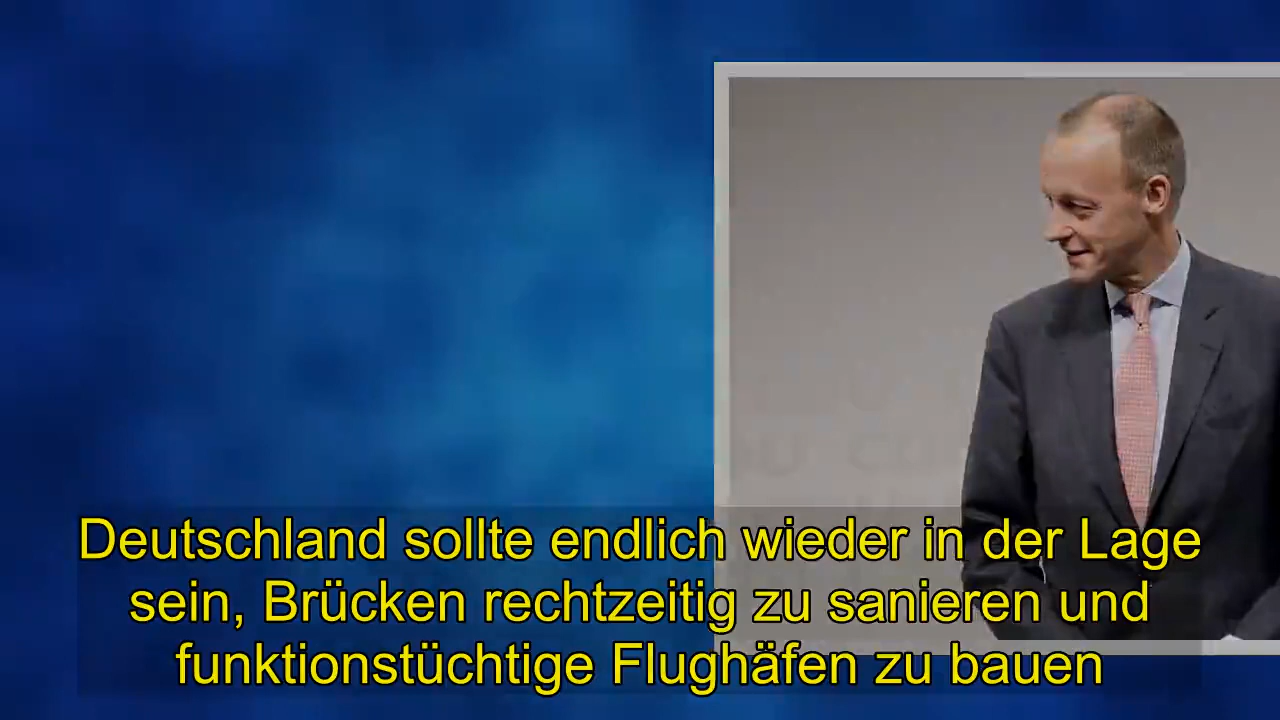 Deutschland sollte endlich wieder in der Lage
sein, Brücken rechtzeitig zu sanieren und
funktionstüchtige Flughäfen zu bauen